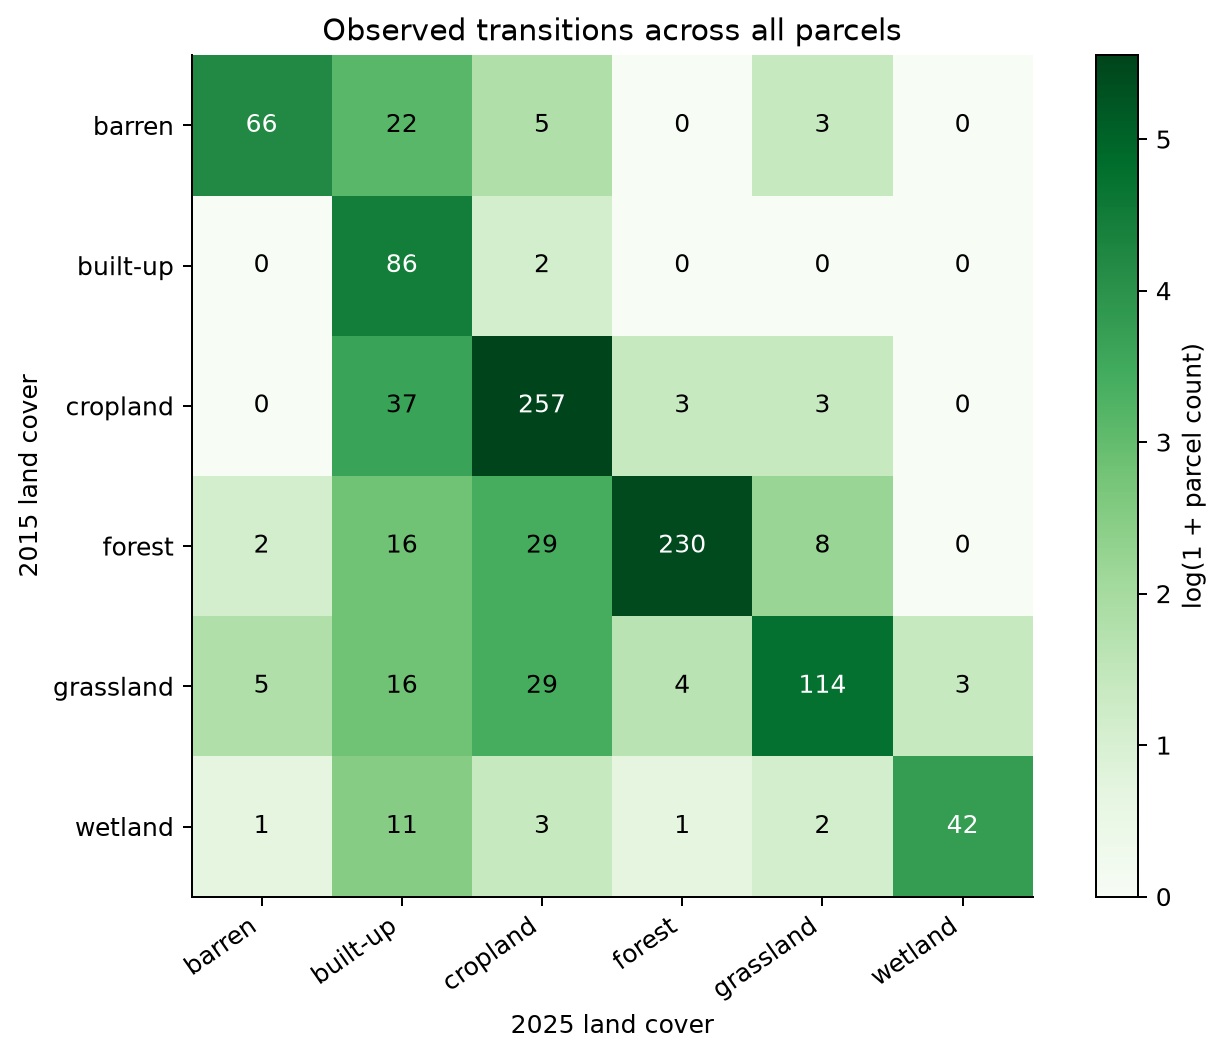 Observed transitions across all parcels
barren 66 22 5 0 3 0
built-up 0 86 2 0 0 0
cropland 0 37 257 3 3 0
forest 2 16 29 230 8 0
grassland 5 16 29 4 114 3
wetland 1 11 3 1 2 42
barren built-up cropland forest grassland wetland
2025 land cover
2015 land cover
5
4
3
2
1
0
log(1 + parcel count)